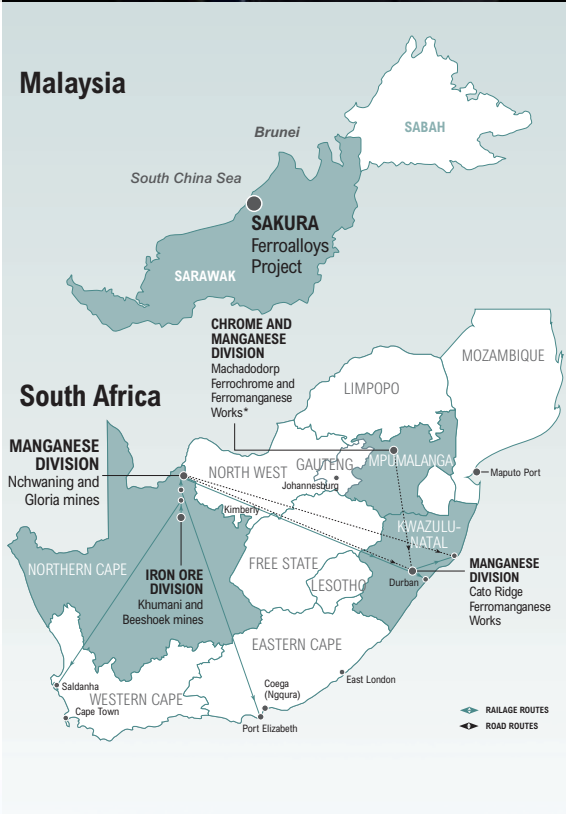 Malaysia
SABAH
Brunei
South China Sea
SAKURA
Ferroalloys
Project
SARAWAK
CHROME AND
MANGANESE
DIVISION
Machadodorp
Ferrochrome and
Ferromanganese
Works*
MOZAMBIQUE
LIMPOPO
South Africa
MANGANESE
DIVISION
Nchwaning and
Gloria mines
NORTH WEST
GAUTENG
MPUMALANGA
Johannesburg
Maputo Port
Kimberly
KWAZULU-
NATAL
NORTHERN CAPE
IRON ORE
DIVISION
Khumani and
Beeshoek mines
FREE STATE
LESOTHO
Durban
MANGANESE
DIVISION
Cato Ridge
Ferromanganese
Works
EASTERN CAPE
East London
Saldanha
WESTERN CAPE
Cape Town
Coega
(Ngqura)
Port Elizabeth
RAILAGE ROUTES
ROAD ROUTES